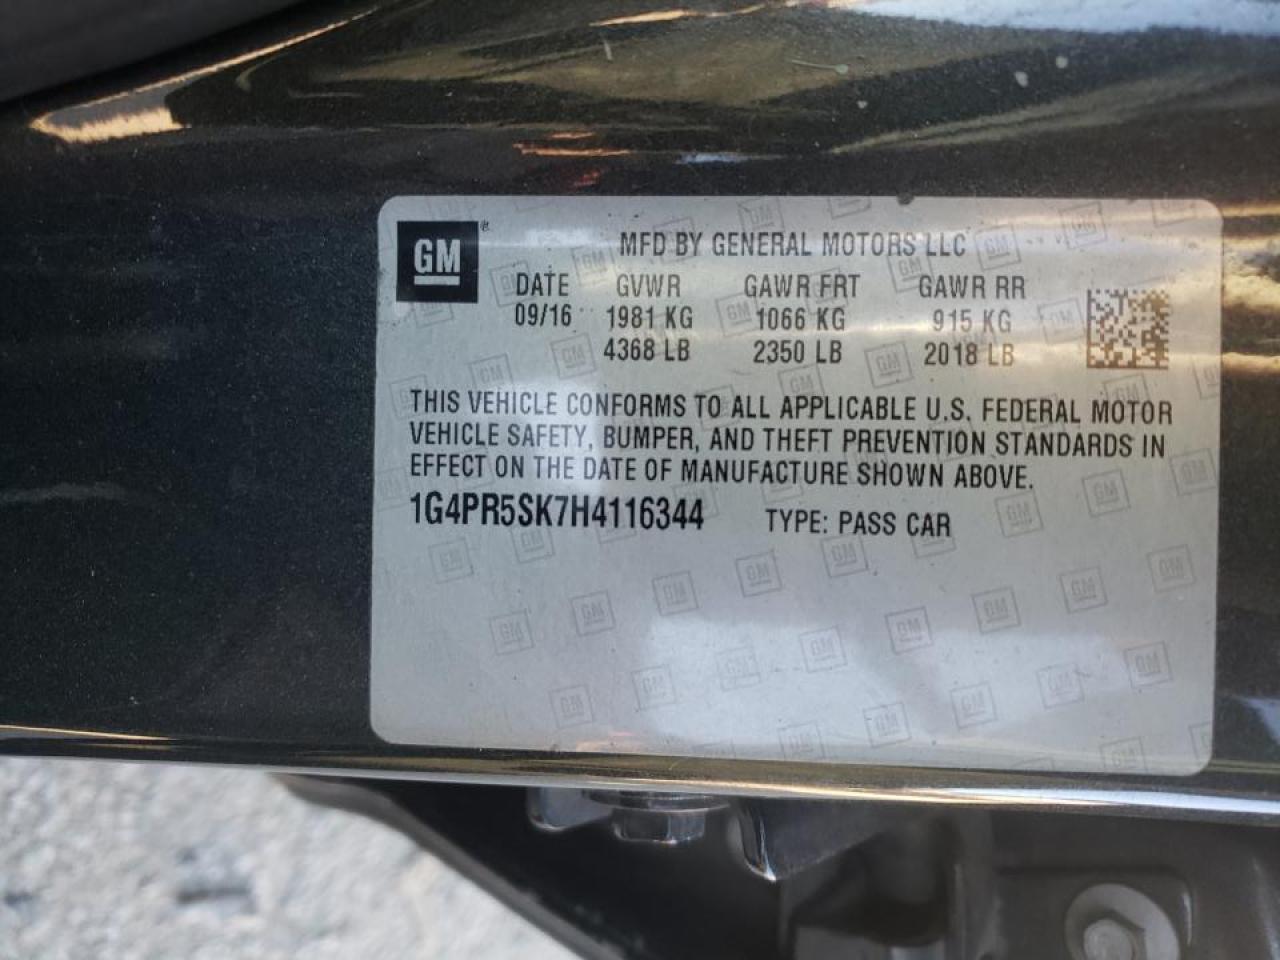 GM®
MFD BY GENERAL MOTORS LLC
DATE GVWR GAWR FRT GAWR RR
09/16 1981 KG 1066 KG 915 KG
4368 LB 2350 LB 2018 LB
THIS VEHICLE CONFORMS TO ALL APPLICABLE U.S. FEDERAL MOTOR
VEHICLE SAFETY, BUMPER, AND THEFT PREVENTION STANDARDS IN
EFFECT ON THE DATE OF MANUFACTURE SHOWN ABOVE.
1G4PR5SK7H4116344 TYPE: PASS CAR